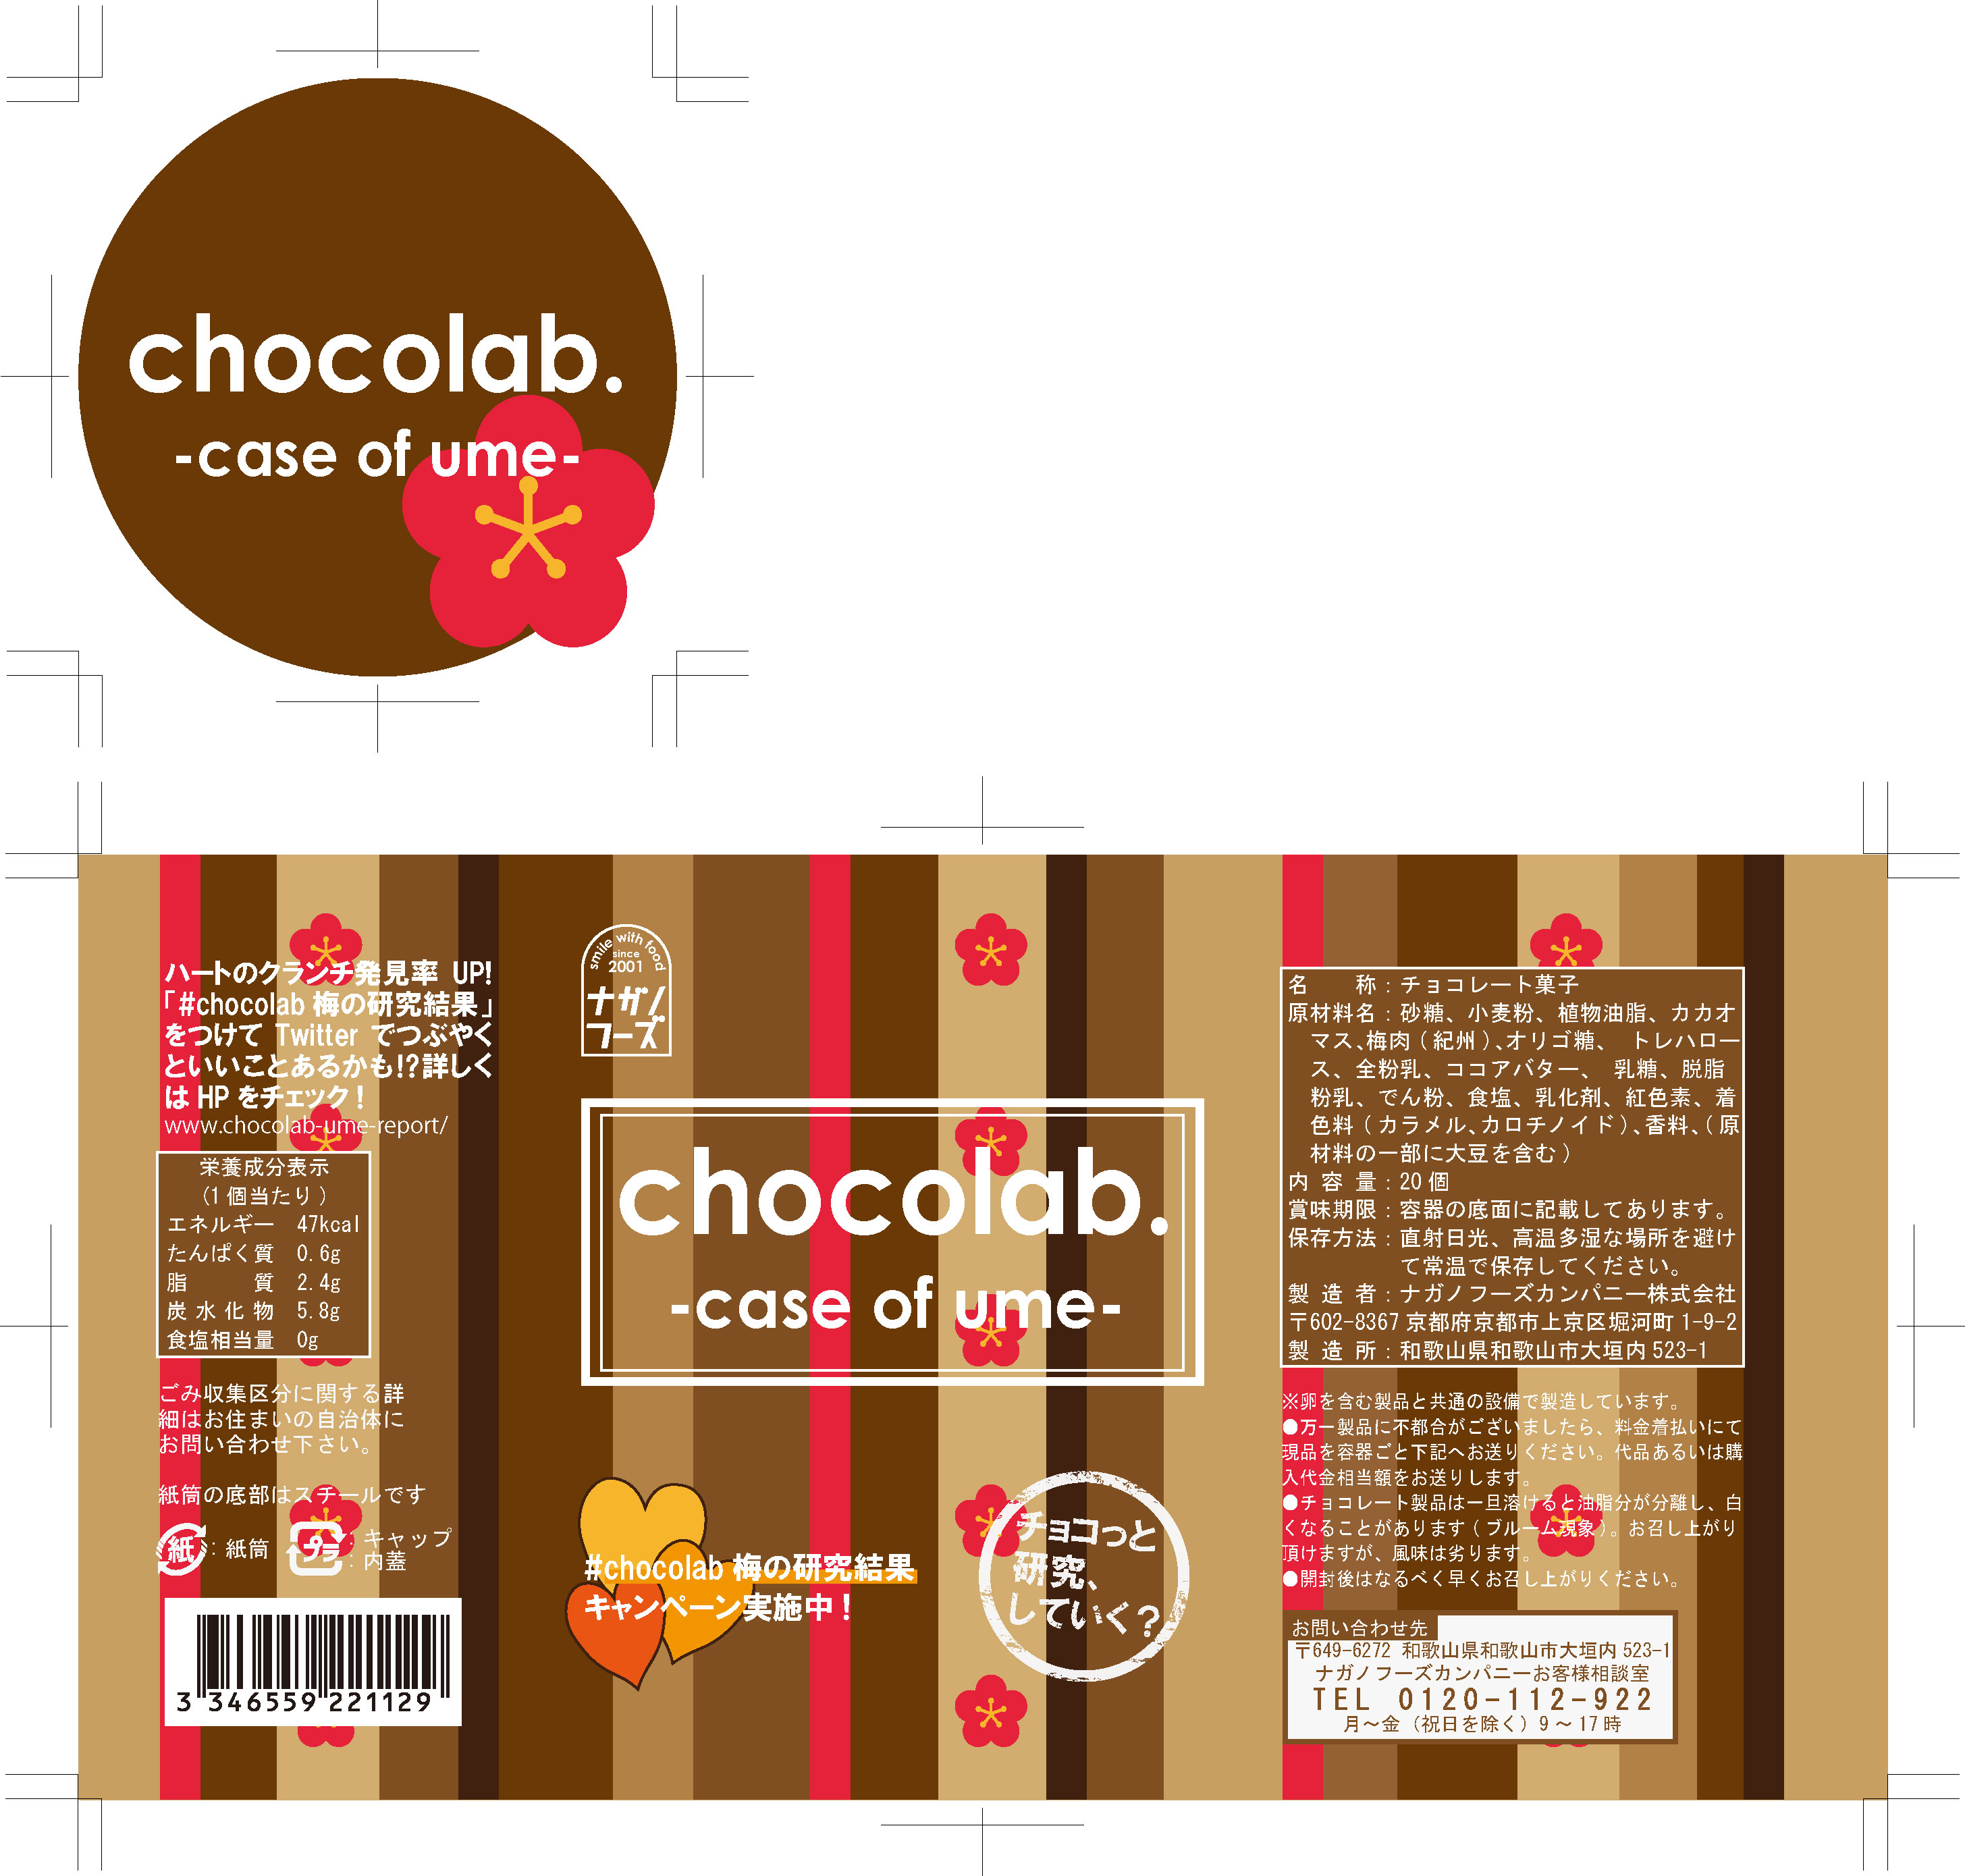 chocolab.
-case of ume-
ハートのクランチ発見率 UP!
「#chocolab 梅の研究結果」
をつけて Twitter でつぶやく
といいことあるかも!?詳しく
は HP をチェック!
www.chocolab-ume-report/
栄養成分表示
(1個当たり)
エネルギー 47kcal
たんぱく質 0.6g
脂 質 2.4g
炭水化物 5.8g
食塩相当量 0g
ごみ収集区分に関する詳
細はお住まいの自治体に
お問い合わせ下さい。
紙筒の底部はスチールです
紙 : 紙筒 プラ : キャップ
: 内蓋
3 346559 221129
smile with food
since
2001
ナガノ
フーズ
chocolab.
-case of ume-
#chocolab 梅の研究結果
キャンペーン実施中!
チョコっと
研究、
していく?
名 称:チョコレート菓子
原材料名:砂糖、小麦粉、植物油脂、カカオ
マス、梅肉(紀州)、オリゴ糖、 トレハロー
ス、全粉乳、ココアバター、 乳糖、脱脂
粉乳、でん粉、食塩、乳化剤、紅色素、着
色料(カラメル、カロチノイド)、香料、(原
材料の一部に大豆を含む)
内 容 量:20個
賞味期限:容器の底面に記載してあります。
保存方法:直射日光、高温多湿な場所を避け
て常温で保存してください。
製 造 者:ナガノフーズカンパニー株式会社
〒602-8367 京都府京都市上京区堀河町 1-9-2
製 造 所:和歌山県和歌山市大垣内 523-1
※卵を含む製品と共通の設備で製造しています。
●万一製品に不都合がございましたら、料金着払いにて
現品を容器ごと下記へお送りください。代品あるいは購
入代金相当額をお送りします。
●チョコレート製品は一旦溶けると油脂分が分離し、白
くなることがあります(ブルーム現象)。お召し上がり
頂けますが、風味は劣ります。
●開封後はなるべく早くお召し上がりください。
お問い合わせ先
〒649-6272 和歌山県和歌山市大垣内 523-1
ナガノフーズカンパニーお客様相談室
TEL 0120-112-922
月～金(祝日を除く)9～17時